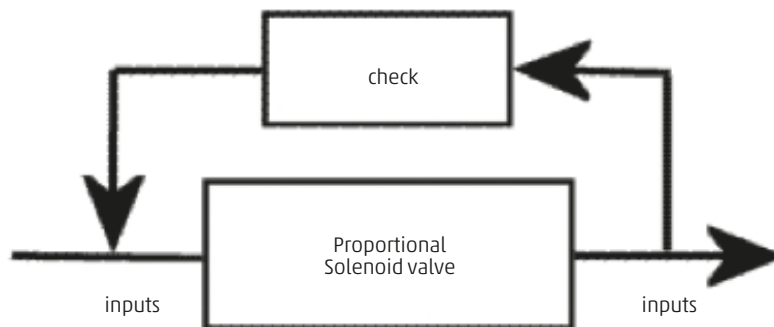 check
Proportional
Solenoid valve
inputs
inputs